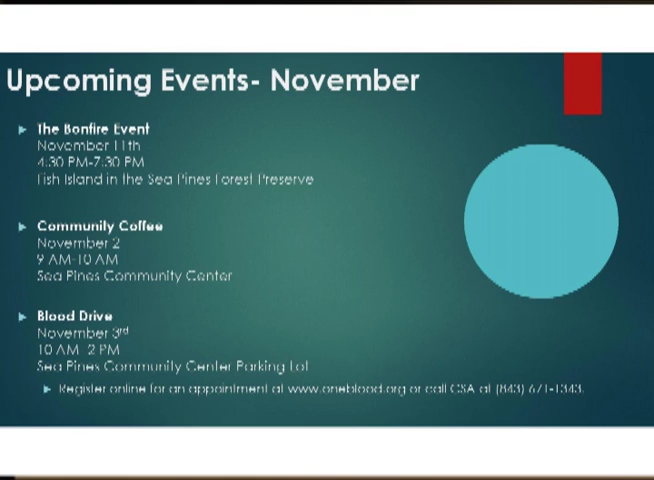 Upcoming Events- November
The Bonfire Event
November 11th
4:30 PM-7:30 PM
Fish Island in the Sea Pines Forest Preserve
Community Coffee
November 2
9 AM-10 AM
Sea Pines Community Center
Blood Drive
November 3rd
10 AM-2 PM
Sea Pines Community Center Parking Lot
Register online for an appointment at www.oneblood.org or call CSA at (843) 671-1343.